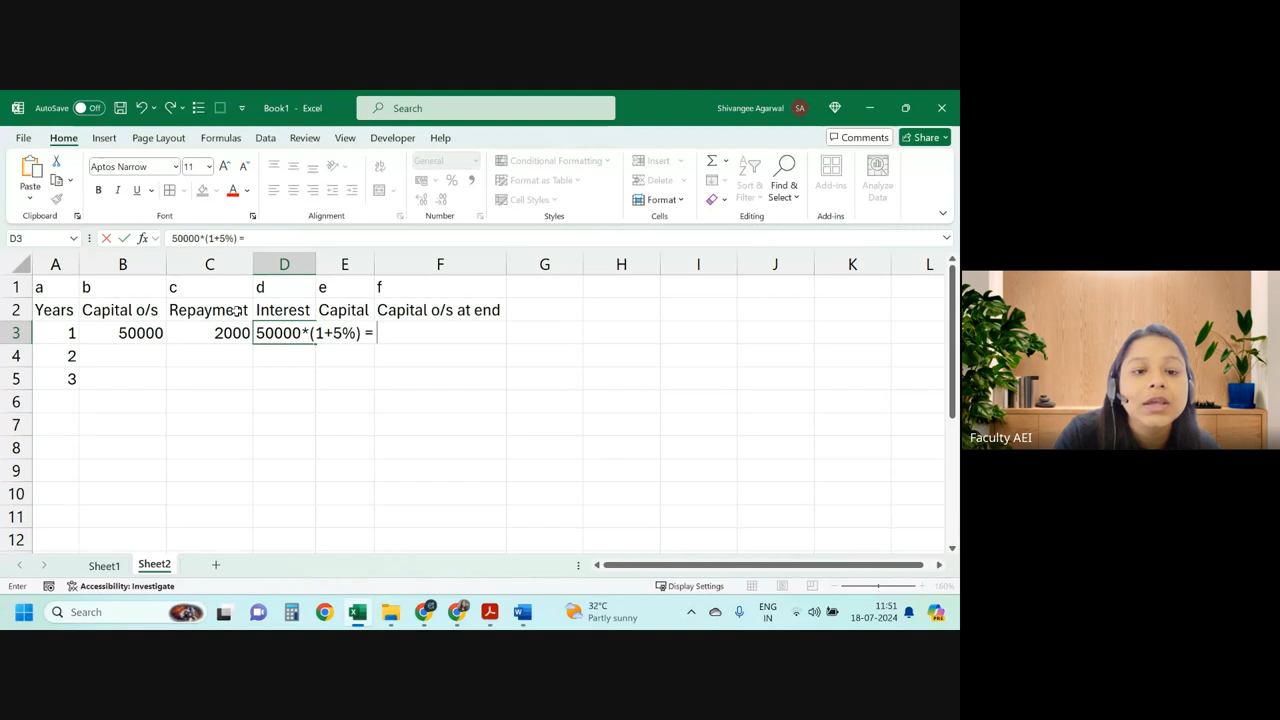 AutoSave Off Book1 - Excel Search Shivangee Agarwal SA
File Home Insert Page Layout Formulas Data Review View Developer Help Comments Share
Aptos Narrow 11 General Conditional Formatting Insert
Paste Format as Table Delete Sort & Filter Find & Select Add-ins Analyze Data
B I U A Cell Styles Format
Clipboard Font Alignment Number Styles Cells Editing Add-ins
D3 fx 50000*(1+5%) =
A B C D E F G H I J K L
1 a b c d e f
2 Years Capital o/s Repayment Interest Capital Capital o/s at end
3 1 50000 2000 50000*(1+5%) =
4 2
5 3
6
7
8
9
10
11
12
Faculty AEI
Sheet1 Sheet2 +
Enter Accessibility: Investigate Display Settings 160%
Search 32°C Partly sunny ENG IN 11:51 18-07-2024